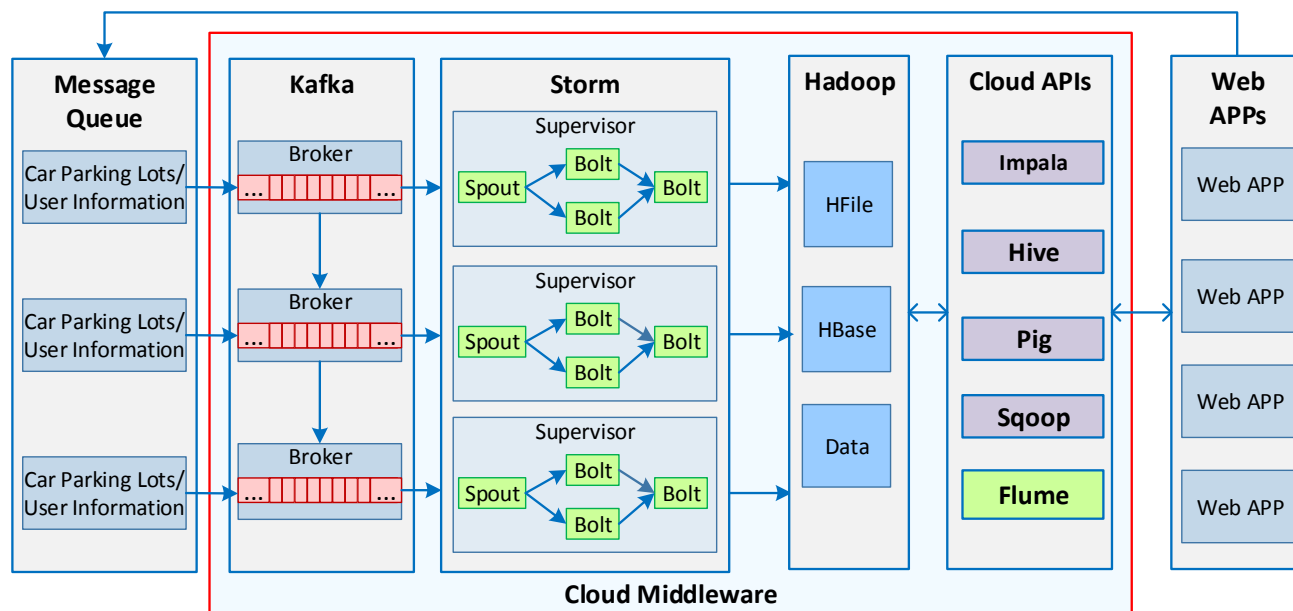 Message
Queue
Car Parking Lots/
User Information
Car Parking Lots/
User Information
Car Parking Lots/
User Information
Kafka
Broker
... ...
Broker
... ...
Broker
... ...
Storm
Supervisor
Spout
Bolt
Bolt
Bolt
Supervisor
Spout
Bolt
Bolt
Bolt
Supervisor
Spout
Bolt
Bolt
Bolt
Hadoop
HFile
HBase
Data
Cloud APIs
Impala
Hive
Pig
Sqoop
Flume
Web
APPs
Web APP
Web APP
Web APP
Web APP
Cloud Middleware